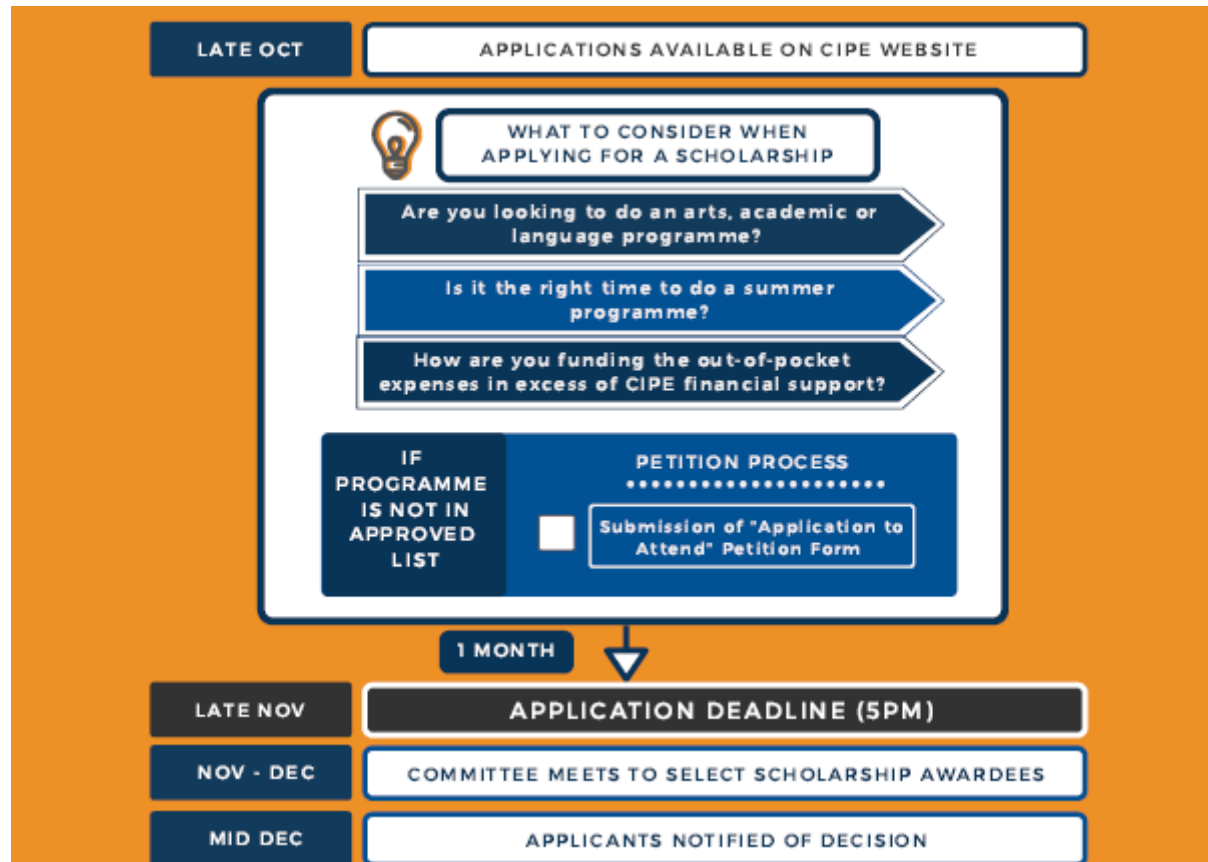 LATE OCT
APPLICATIONS AVAILABLE ON CIPE WEBSITE
WHAT TO CONSIDER WHEN
APPLYING FOR A SCHOLARSHIP
Are you looking to do an arts, academic or
language programme?
Is it the right time to do a summer
programme?
How are you funding the out-of-pocket
expenses in excess of CIPE financial support?
IF
PROGRAMME
IS NOT IN
APPROVED
LIST
PETITION PROCESS
Submission of "Application to
Attend" Petition Form
1 MONTH
LATE NOV
APPLICATION DEADLINE (5PM)
NOV - DEC
COMMITTEE MEETS TO SELECT SCHOLARSHIP AWARDEES
MID DEC
APPLICANTS NOTIFIED OF DECISION